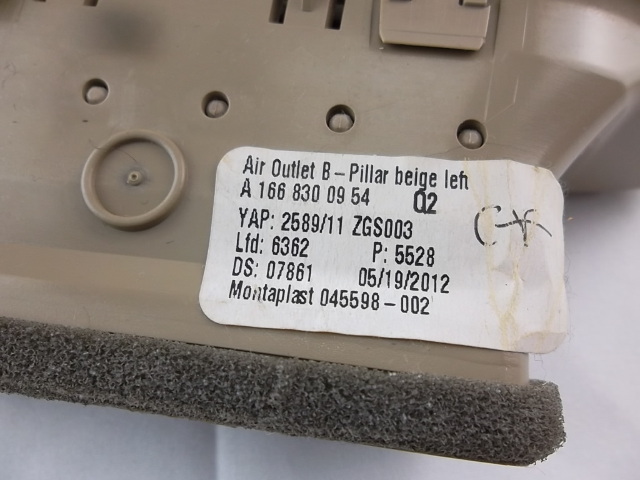 Air Outlet B-Pillar beige left
A 166 830 09 54 02
YAP: 2589/11 ZGS003
Lfd: 6362 P: 5528
DS: 07861 05/19/2012
Montaplast 045598-002